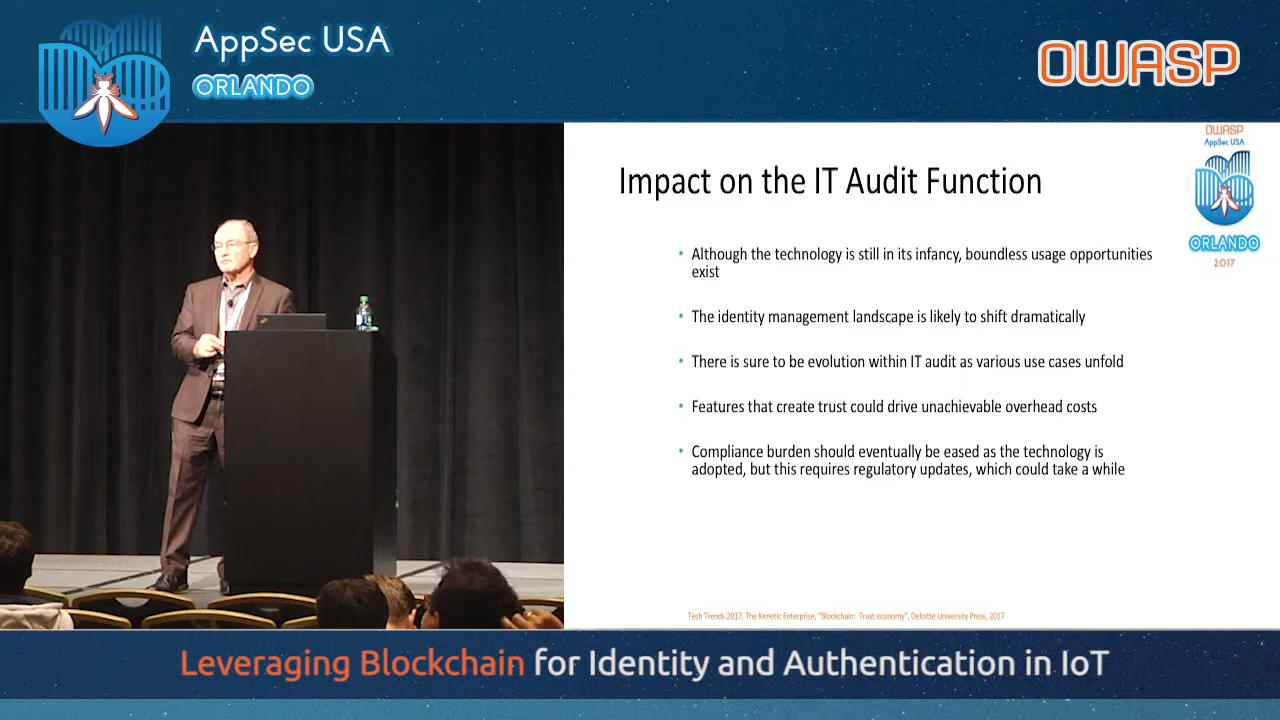 AppSec USA
ORLANDO
OWASP
OWASP
AppSec USA
ORLANDO
2017
Impact on the IT Audit Function
• Although the technology is still in its infancy, boundless usage opportunities
exist
• The identity management landscape is likely to shift dramatically
• There is sure to be evolution within IT audit as various use cases unfold
• Features that create trust could drive unachievable overhead costs
• Compliance burden should eventually be eased as the technology is
adopted, but this requires regulatory updates, which could take a while
Tech Trends 2017, The Kenetic Enterprise, "Blockchain: Trust economy", Deloitte University Press, 2017
Leveraging Blockchain for Identity and Authentication in IoT